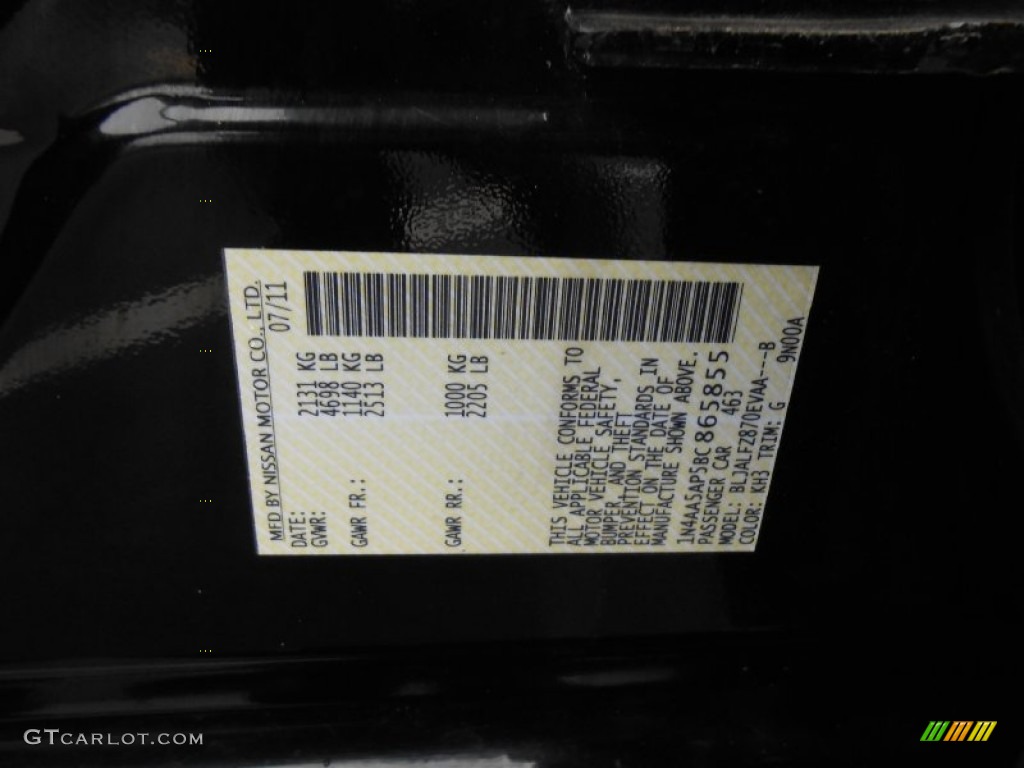 MFD BY NISSAN MOTOR CO., LTD.
DATE: 07/11
GVWR: 2131 KG
4698 LB
GAWR FR.: 1140 KG
2513 LB
GAWR RR.: 1000 KG
2205 LB
THIS VEHICLE CONFORMS TO
ALL APPLICABLE FEDERAL
MOTOR VEHICLE SAFETY,
BUMPER, AND THEFT
PREVENTION STANDARDS IN
EFFECT ON THE DATE OF
MANUFACTURE SHOWN ABOVE.
1N4AA5AP5BC865855
PASSENGER CAR 463
MODEL: BLJALFZ870EVAA----B
COLOR: KH3 TRIM: G 9N00A
GTCARLOT.COM